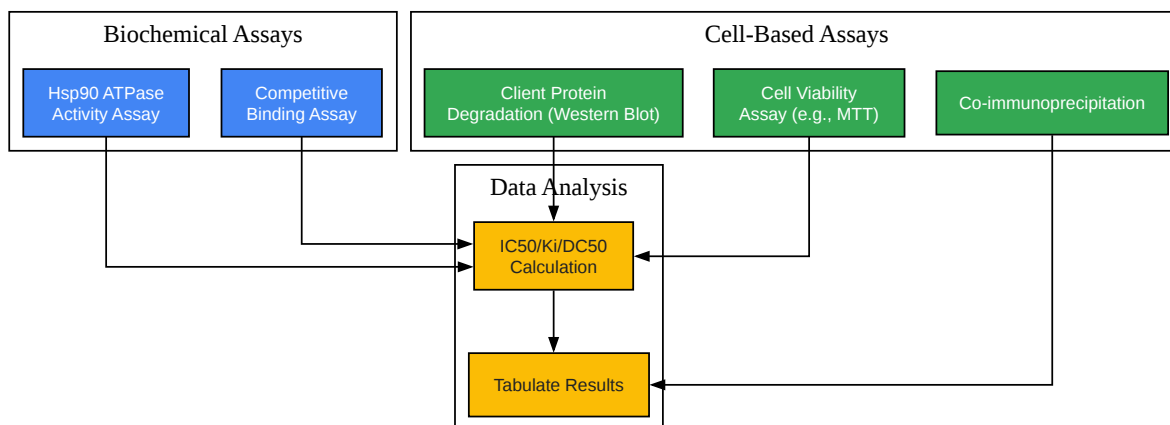 Biochemical Assays
Cell-Based Assays
Hsp90 ATPase
Activity Assay
Competitive
Binding Assay
Client Protein
Degradation (Western Blot)
Cell Viability
Assay (e.g., MTT)
Co-immunoprecipitation
Data Analysis
IC50/Ki/DC50
Calculation
Tabulate Results